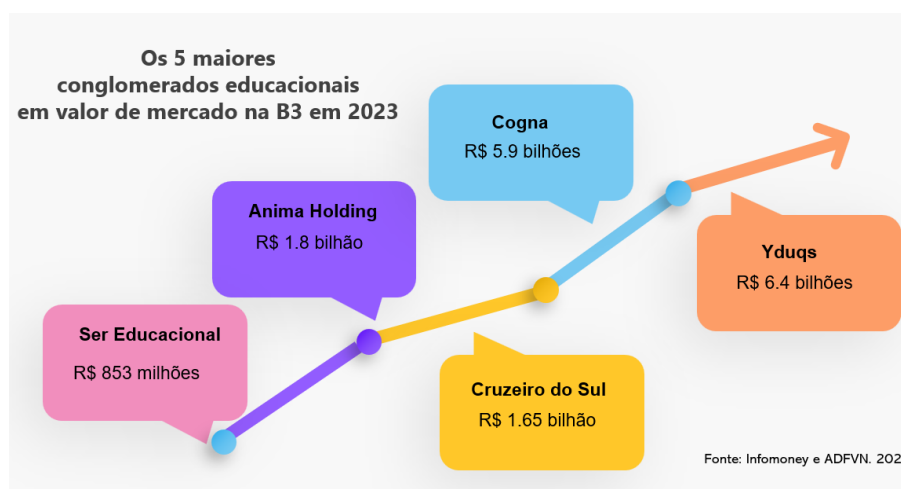 Os 5 maiores
conglomerados educacionais
em valor de mercado na B3 em 2023
Cogna
R$ 5.9 bilhões
Anima Holding
R$ 1.8 bilhão
Yduqs
R$ 6.4 bilhões
Ser Educacional
R$ 853 milhões
Cruzeiro do Sul
R$ 1.65 bilhão
Fonte: Infomoney e ADFVN. 202